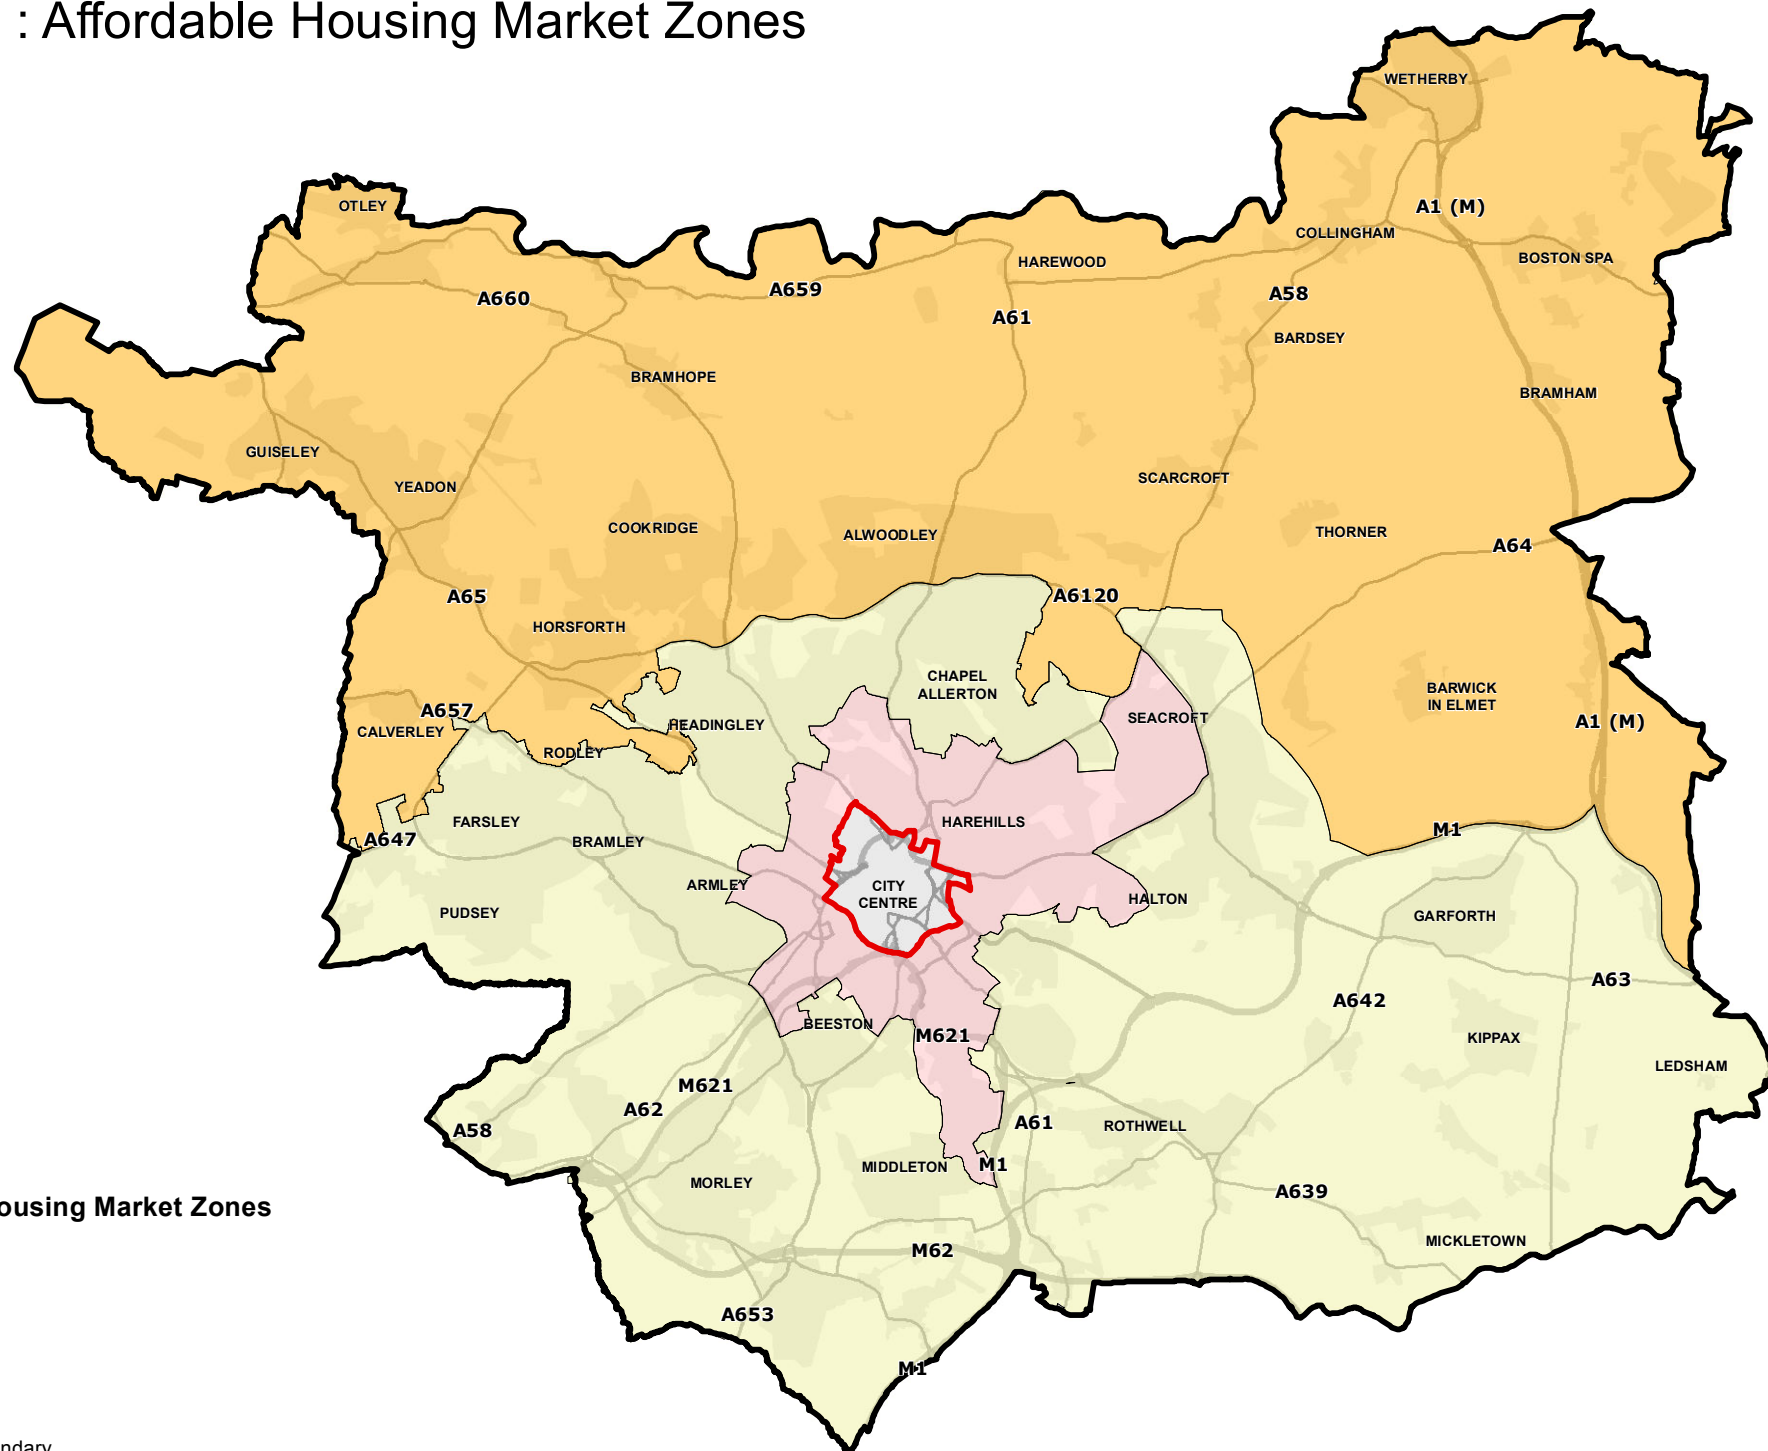 : Affordable Housing Market Zones
WETHERBY
OTLEY
A1 (M)
COLLINGHAM
BOSTON SPA
HAREWOOD
A659
A660
A58
A61
BARDSEY
BRAMHOPE
BRAMHAM
GUISELEY
YEADON
SCARCROFT
COOKRIDGE
ALWOODLEY
THORNER
A64
A65
A6120
HORSFORTH
CHAPEL
ALLERTON
BARWICK
IN ELMET
A657
SEACROFT
A1 (M)
CALVERLEY
HEADINGLEY
RODLEY
FARSLEY
HAREHILLS
M1
A647
BRAMLEY
ARMLEY
CITY
CENTRE
HALTON
PUDSEY
GARFORTH
A63
A642
BEESTON
M621
KIPPAX
LEDSHAM
M621
A62
A58
A61
ROTHWELL
MIDDLETON
M1
MORLEY
A639
ousing Market Zones
MICKLETOWN
M62
A653
M1
ndary